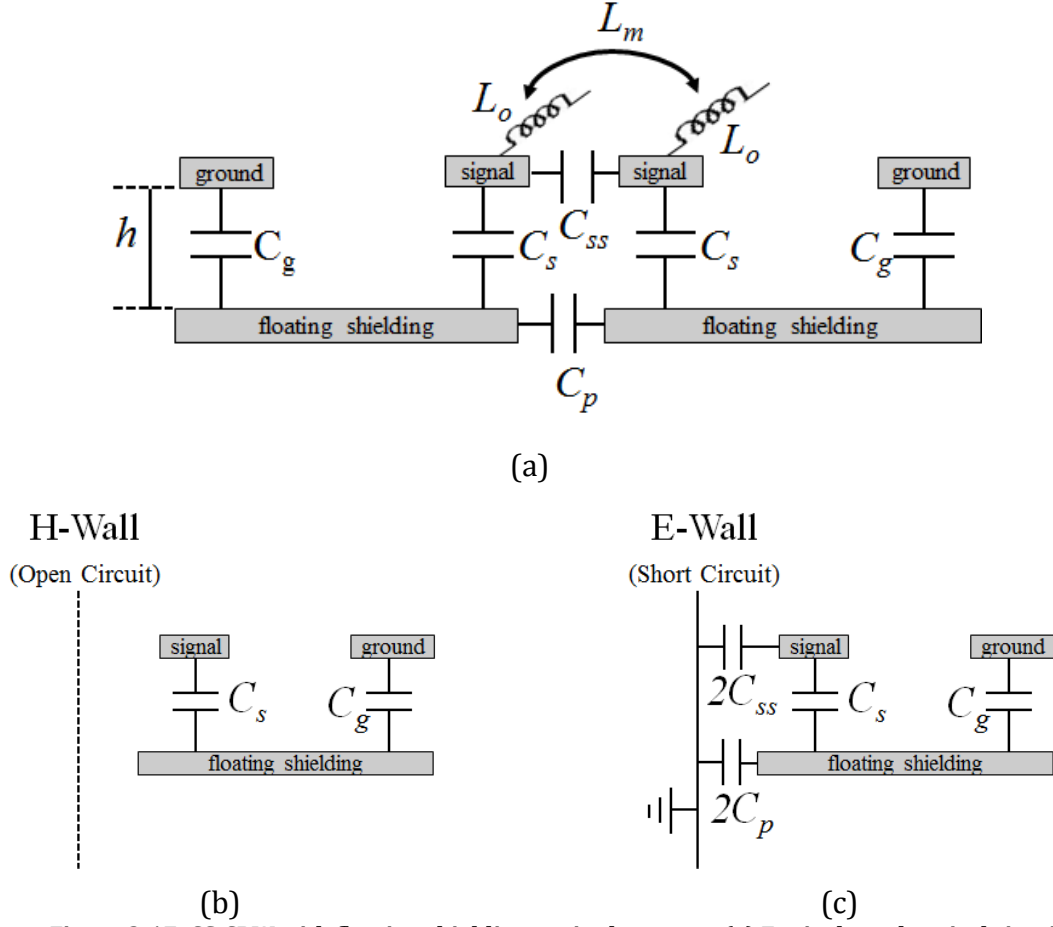 L_m
L_o
L_o
ground
signal
signal
ground
h
C_g
C_s
C_ss
C_s
C_g
floating shielding
floating shielding
C_p
(a)
H-Wall
(Open Circuit)
signal
ground
C_s
C_g
floating shielding
(b)
E-Wall
(Short Circuit)
signal
ground
2C_ss
C_s
C_g
floating shielding
2C_p
(c)